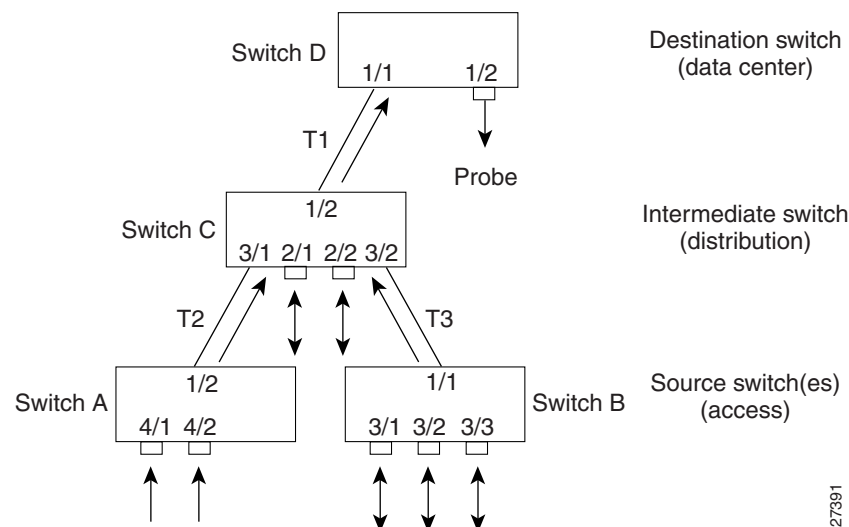 Switch D
1/1 1/2
Destination switch
(data center)
T1
Probe
Switch C
1/2
3/1 2/1 2/2 3/2
Intermediate switch
(distribution)
T2
T3
Switch A
1/2
4/1 4/2
1/1
3/1 3/2 3/3
Switch B
Source switch(es)
(access)
27391